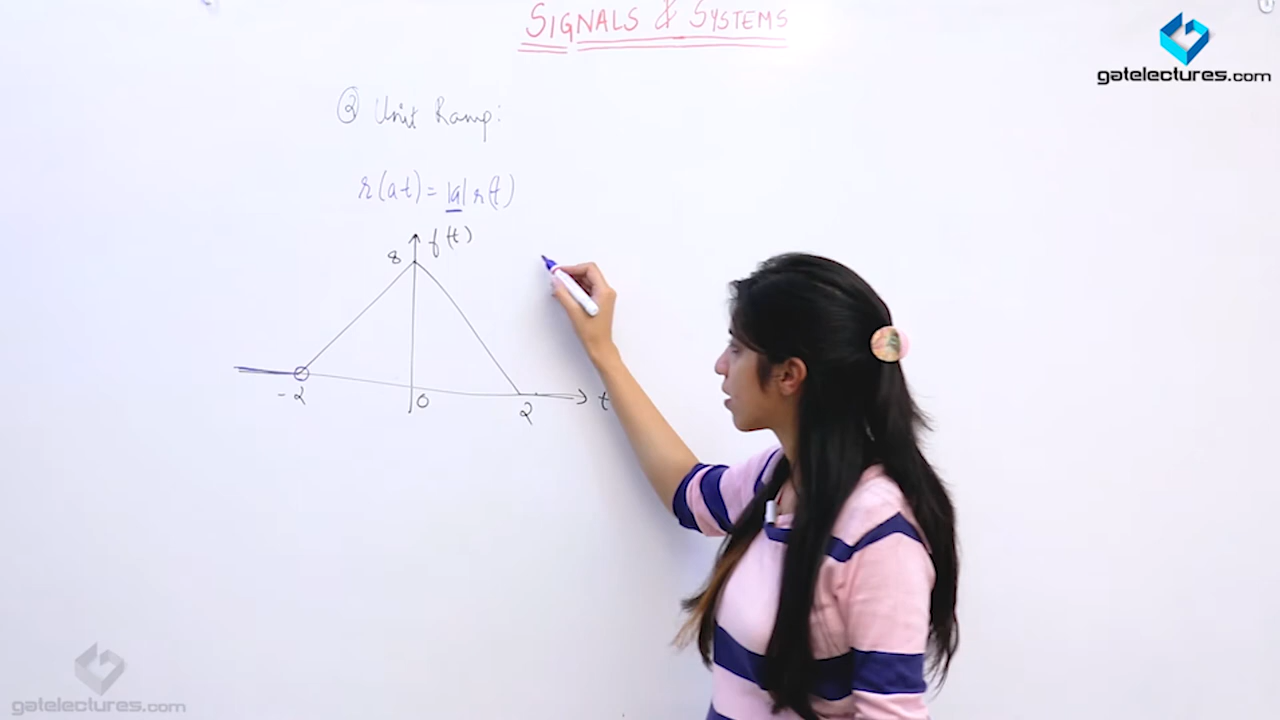 SIGNALS & SYSTEMS
gatelectures.com
② Unit Ramp:
r(at) = |a| r(t)
f(t)
8
-2
0
2
t
gatelectures.com